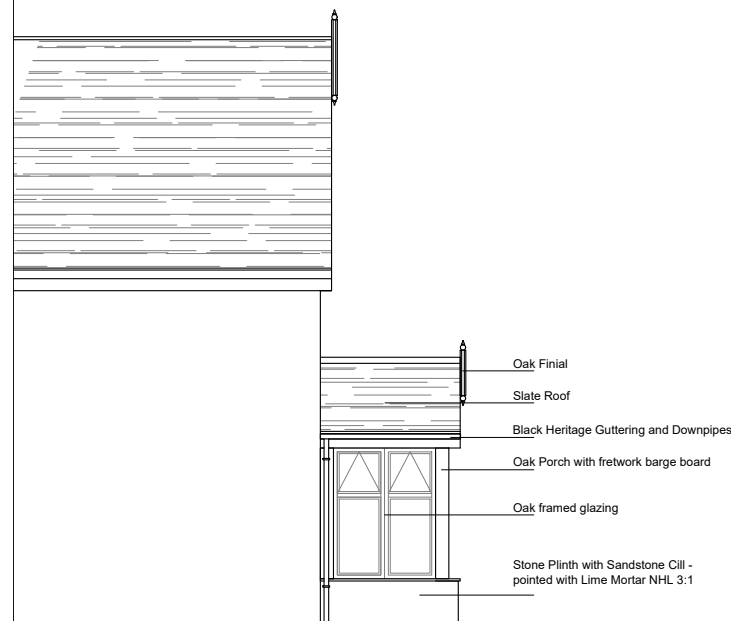 Oak Finial
Slate Roof
Black Heritage Guttering and Downpipes
Oak Porch with fretwork barge board
Oak framed glazing
Stone Plinth with Sandstone Cill -
pointed with Lime Mortar NHL 3:1